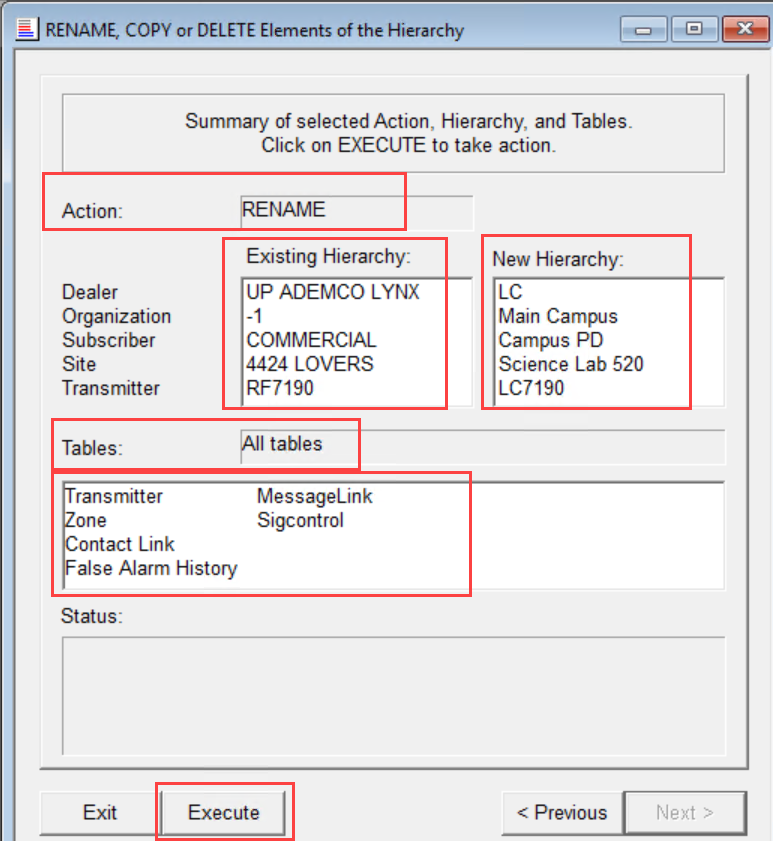 RENAME, COPY or DELETE Elements of the Hierarchy
Summary of selected Action, Hierarchy, and Tables.
Click on EXECUTE to take action.
Action: RENAME
Existing Hierarchy: New Hierarchy:
Dealer UP ADEMCO LYNX LC
Organization -1 Main Campus
Subscriber COMMERCIAL Campus PD
Site 4424 LOVERS Science Lab 520
Transmitter RF7190 LC7190
Tables: All tables
Transmitter MessageLink
Zone Sigcontrol
Contact Link
False Alarm History
Status:
Exit Execute < Previous Next >